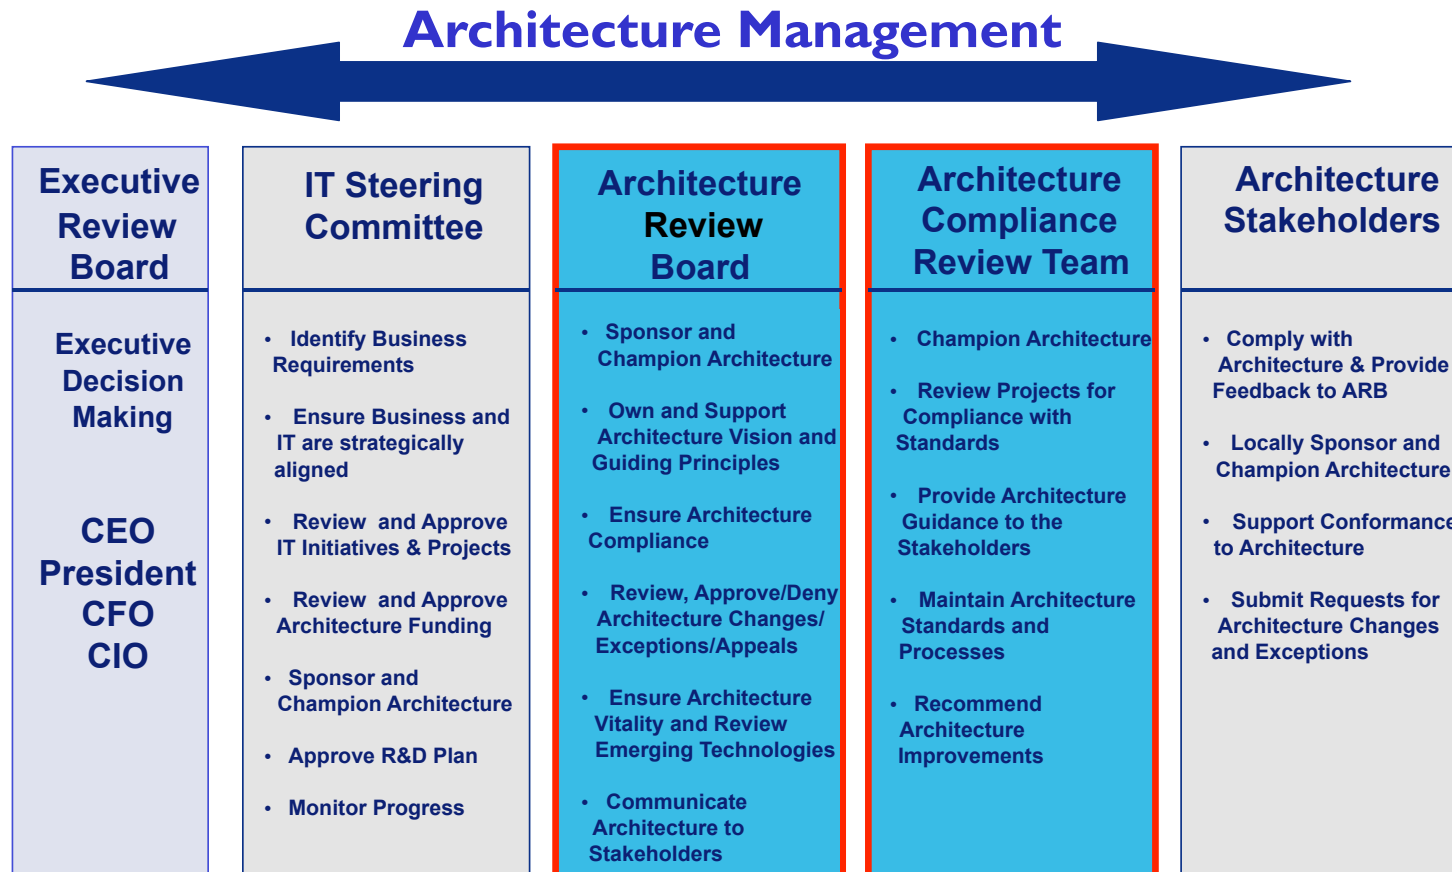 Architecture Management
Executive
Review
Board
Executive
Decision
Making
CEO
President
CFO
CIO
IT Steering
Committee
• Identify Business
Requirements
• Ensure Business and
IT are strategically
aligned
• Review and Approve
IT Initiatives & Projects
• Review and Approve
Architecture Funding
• Sponsor and
Champion Architecture
• Approve R&D Plan
• Monitor Progress
Architecture
Review
Board
• Sponsor and
Champion Architecture
• Own and Support
Architecture Vision and
Guiding Principles
• Ensure Architecture
Compliance
• Review, Approve/Deny
Architecture Changes/
Exceptions/Appeals
• Ensure Architecture
Vitality and Review
Emerging Technologies
• Communicate
Architecture to
Stakeholders
Architecture
Compliance
Review Team
• Champion Architecture
• Review Projects for
Compliance with
Standards
• Provide Architecture
Guidance to the
Stakeholders
• Maintain Architecture
Standards and
Processes
• Recommend
Architecture
Improvements
Architecture
Stakeholders
• Comply with
Architecture & Provide
Feedback to ARB
• Locally Sponsor and
Champion Architecture
• Support Conformance
to Architecture
• Submit Requests for
Architecture Changes
and Exceptions